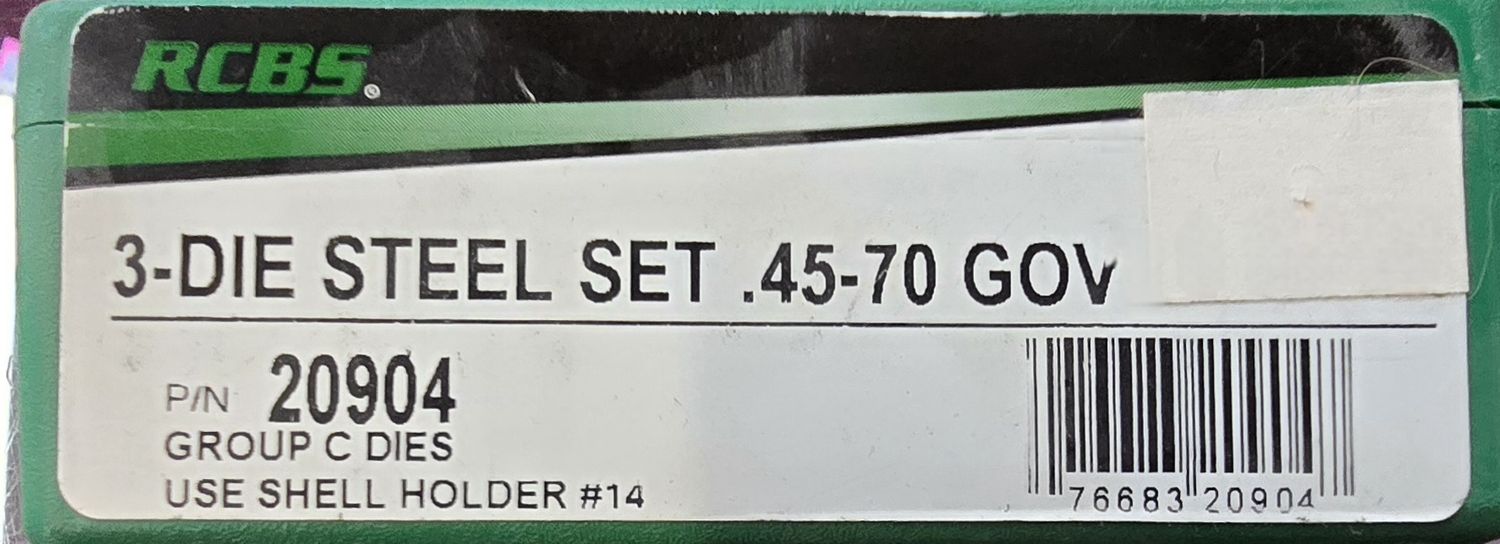 RCBS®
3-DIE STEEL SET .45-70 GOV
P/N 20904
GROUP C DIES
USE SHELL HOLDER #14
76683 20904